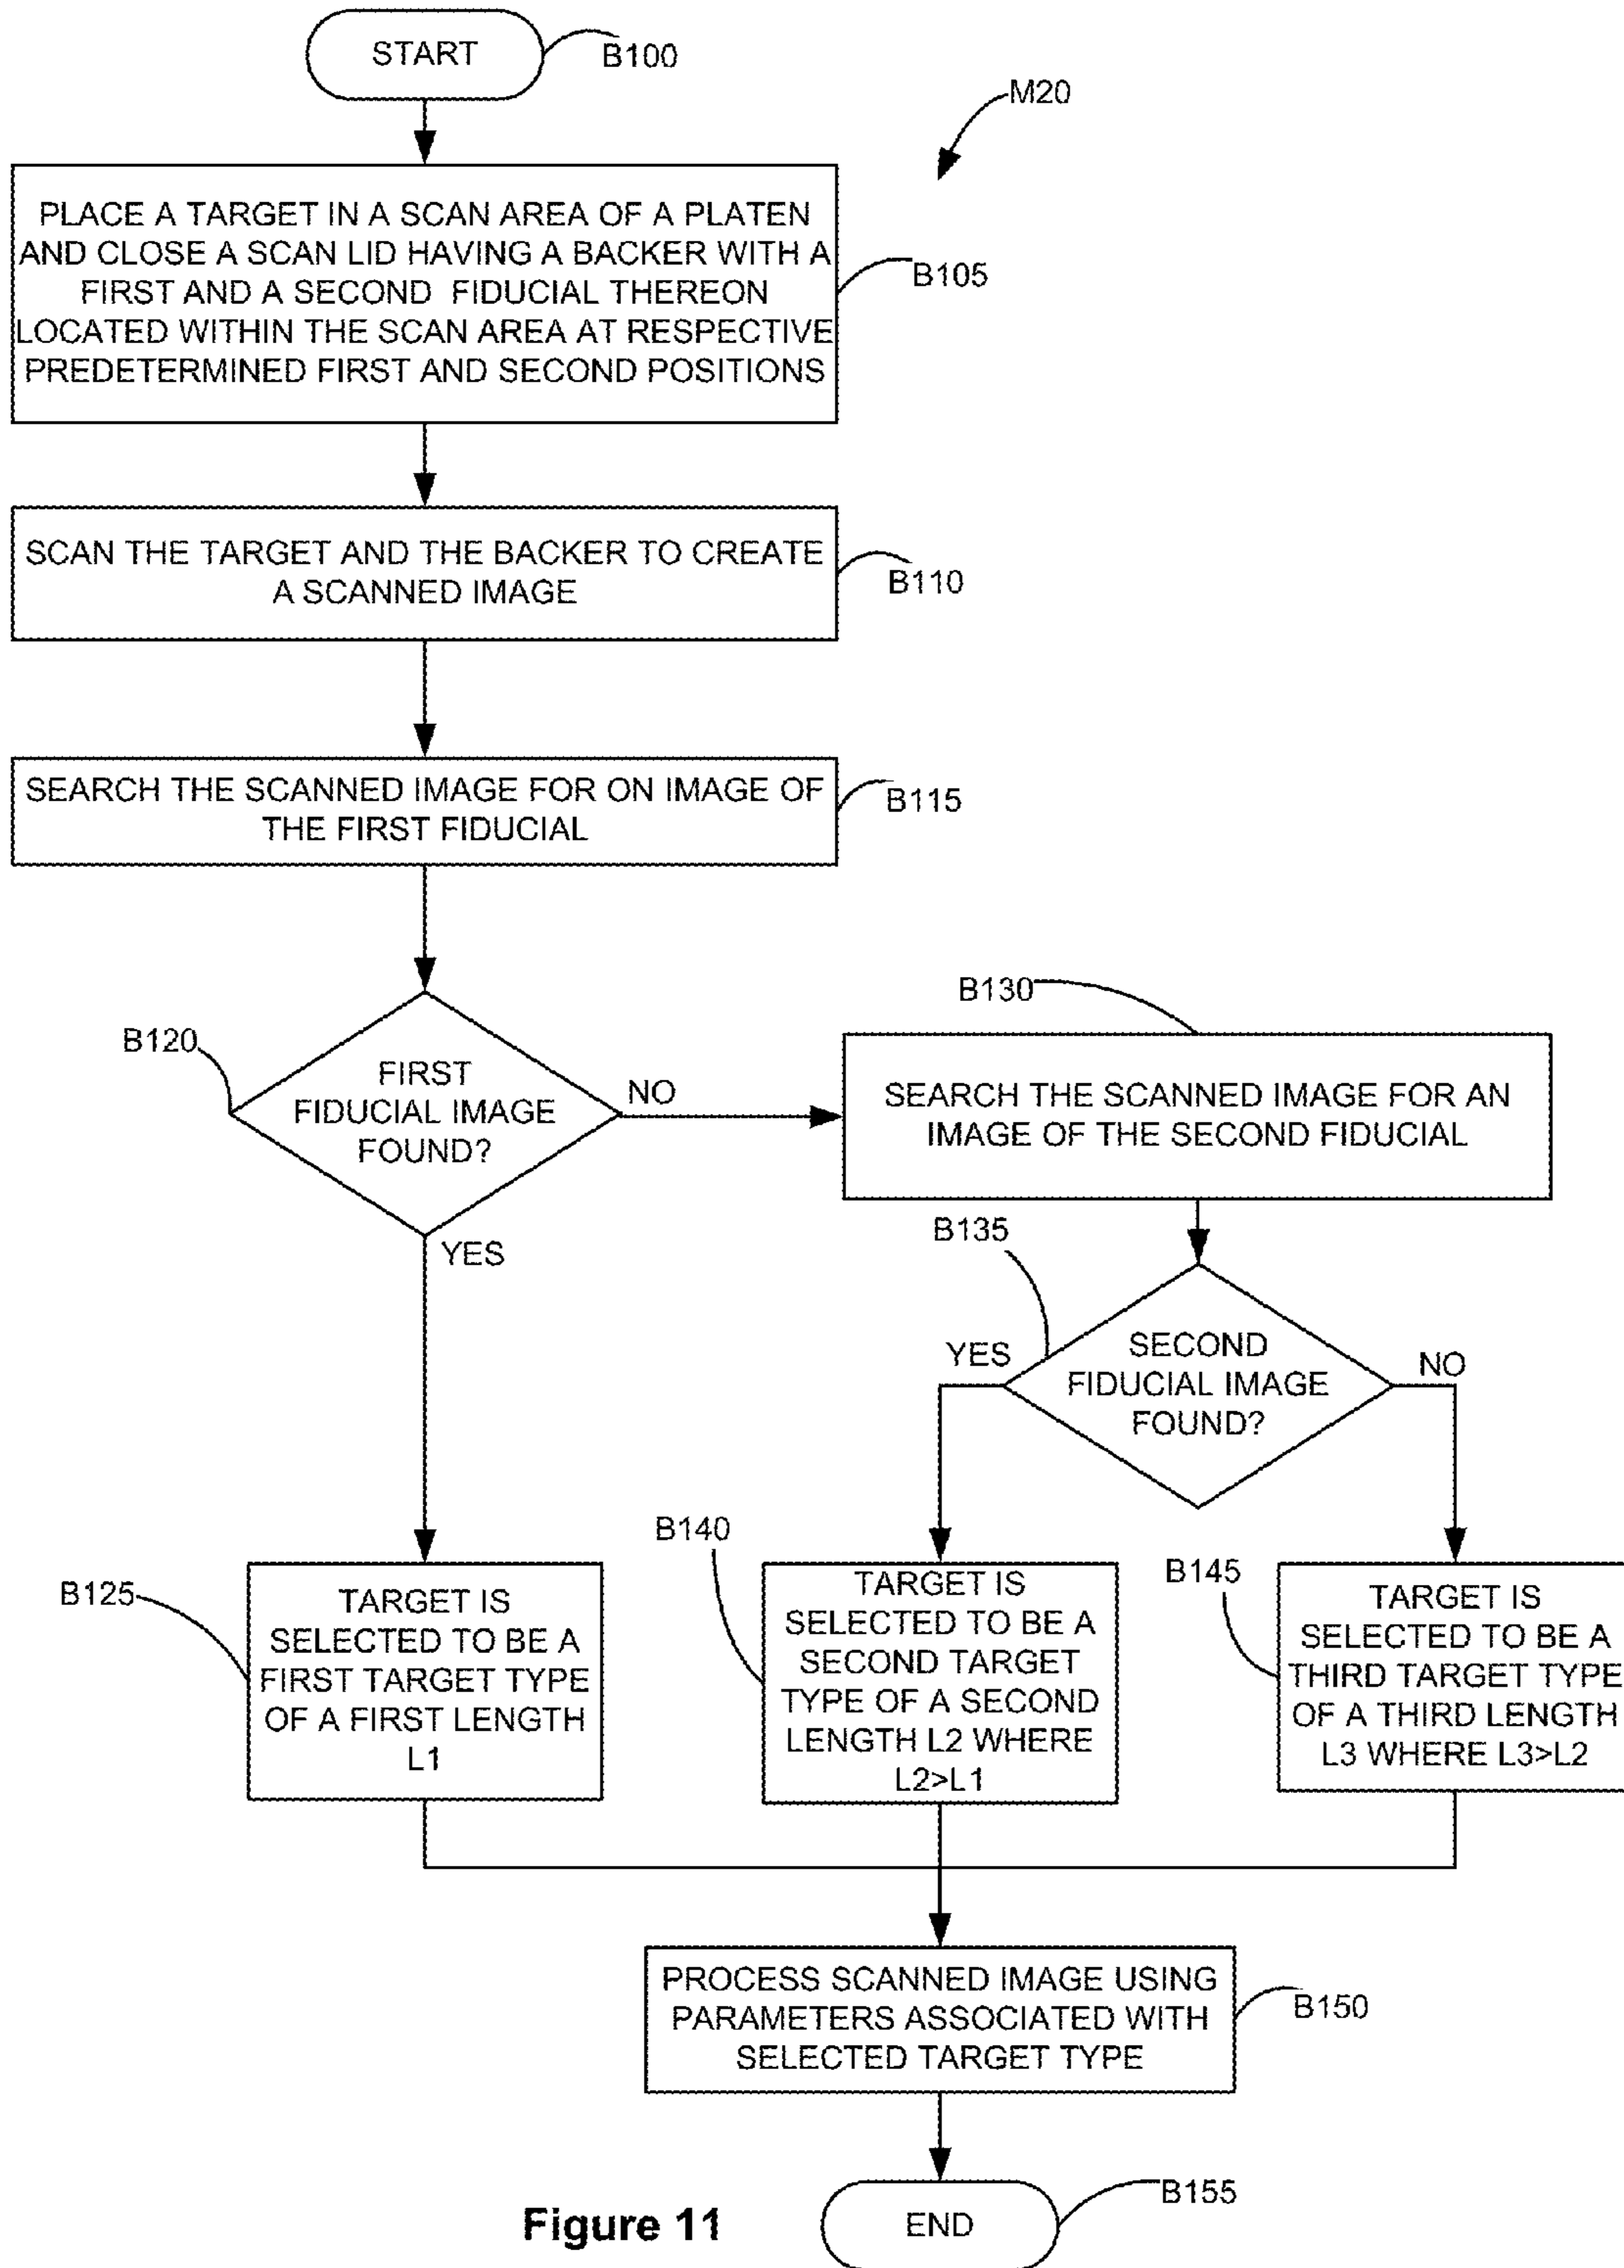 START
B100
M20
PLACE A TARGET IN A SCAN AREA OF A PLATEN
AND CLOSE A SCAN LID HAVING A BACKER WITH A
FIRST AND A SECOND FIDUCIAL THEREON
LOCATED WITHIN THE SCAN AREA AT RESPECTIVE
PREDETERMINED FIRST AND SECOND POSITIONS
B105
SCAN THE TARGET AND THE BACKER TO CREATE
A SCANNED IMAGE
B110
SEARCH THE SCANNED IMAGE FOR ON IMAGE OF
THE FIRST FIDUCIAL
B115
B120
FIRST
FIDUCIAL IMAGE
FOUND?
NO
YES
B130
SEARCH THE SCANNED IMAGE FOR AN
IMAGE OF THE SECOND FIDUCIAL
B135
SECOND
FIDUCIAL IMAGE
FOUND?
YES
NO
B125
TARGET IS
SELECTED TO BE A
FIRST TARGET TYPE
OF A FIRST LENGTH
L1
B140
TARGET IS
SELECTED TO BE A
SECOND TARGET
TYPE OF A SECOND
LENGTH L2 WHERE
L2>L1
B145
TARGET IS
SELECTED TO BE A
THIRD TARGET TYPE
OF A THIRD LENGTH
L3 WHERE L3>L2
PROCESS SCANNED IMAGE USING
PARAMETERS ASSOCIATED WITH
SELECTED TARGET TYPE
B150
END
B155
Figure 11